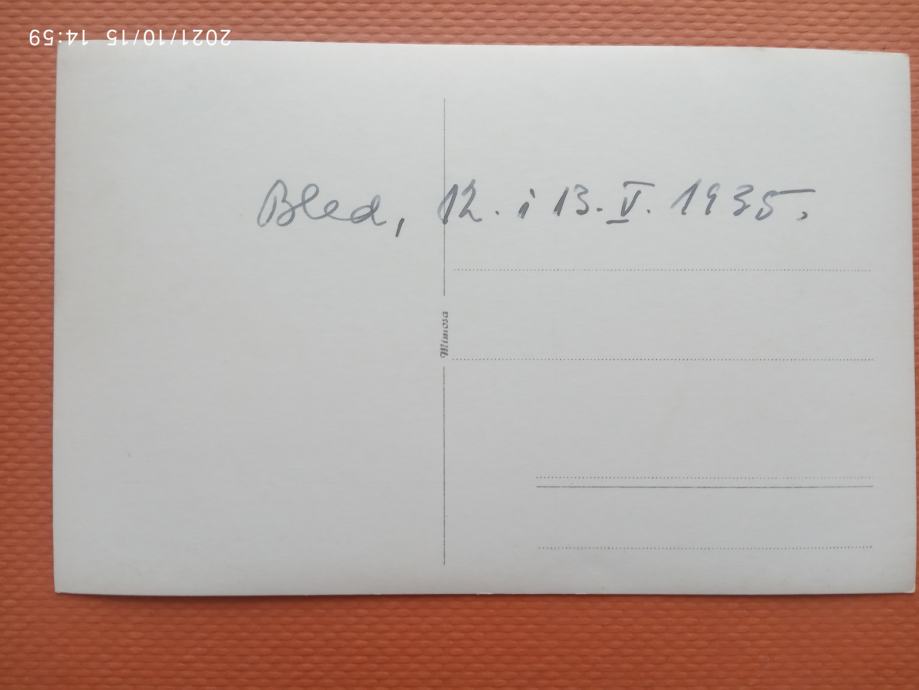 2021/10/15 14:59
Bled, 12. i 13. V. 1935.
Mimosa